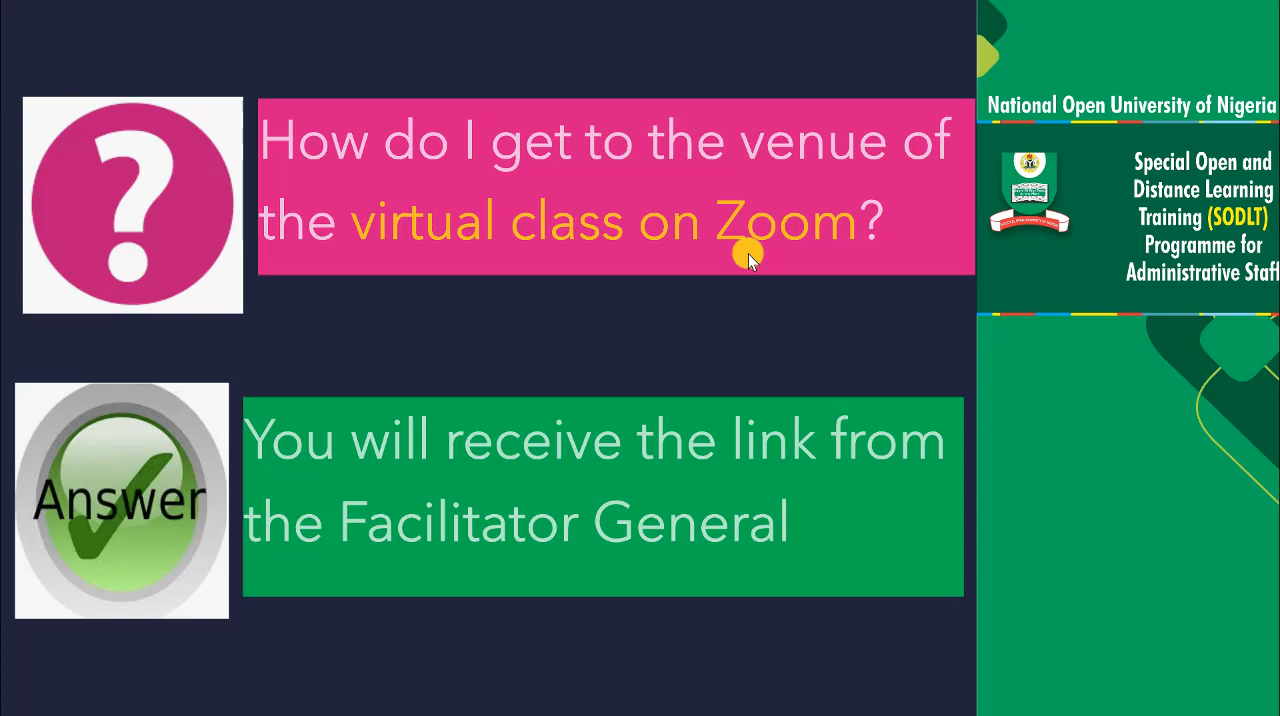 How do I get to the venue of
the virtual class on Zoom?
Answer
You will receive the link from
the Facilitator General
National Open University of Nigeria
Special Open and
Distance Learning
Training (SODLT)
Programme for
Administrative Staff